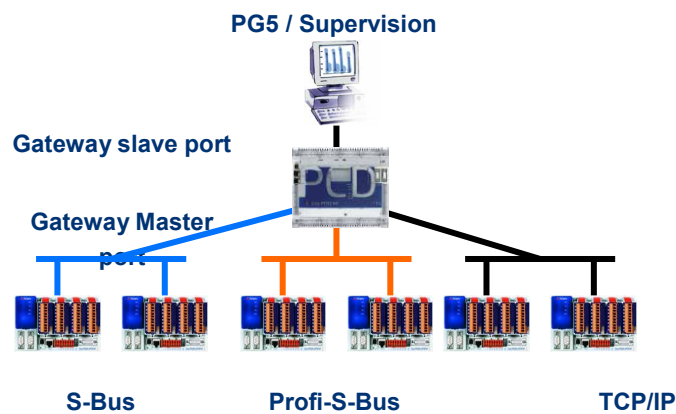 PG5 / Supervision
Gateway slave port
PCD
Gateway Master
port
S-Bus
Profi-S-Bus
TCP/IP